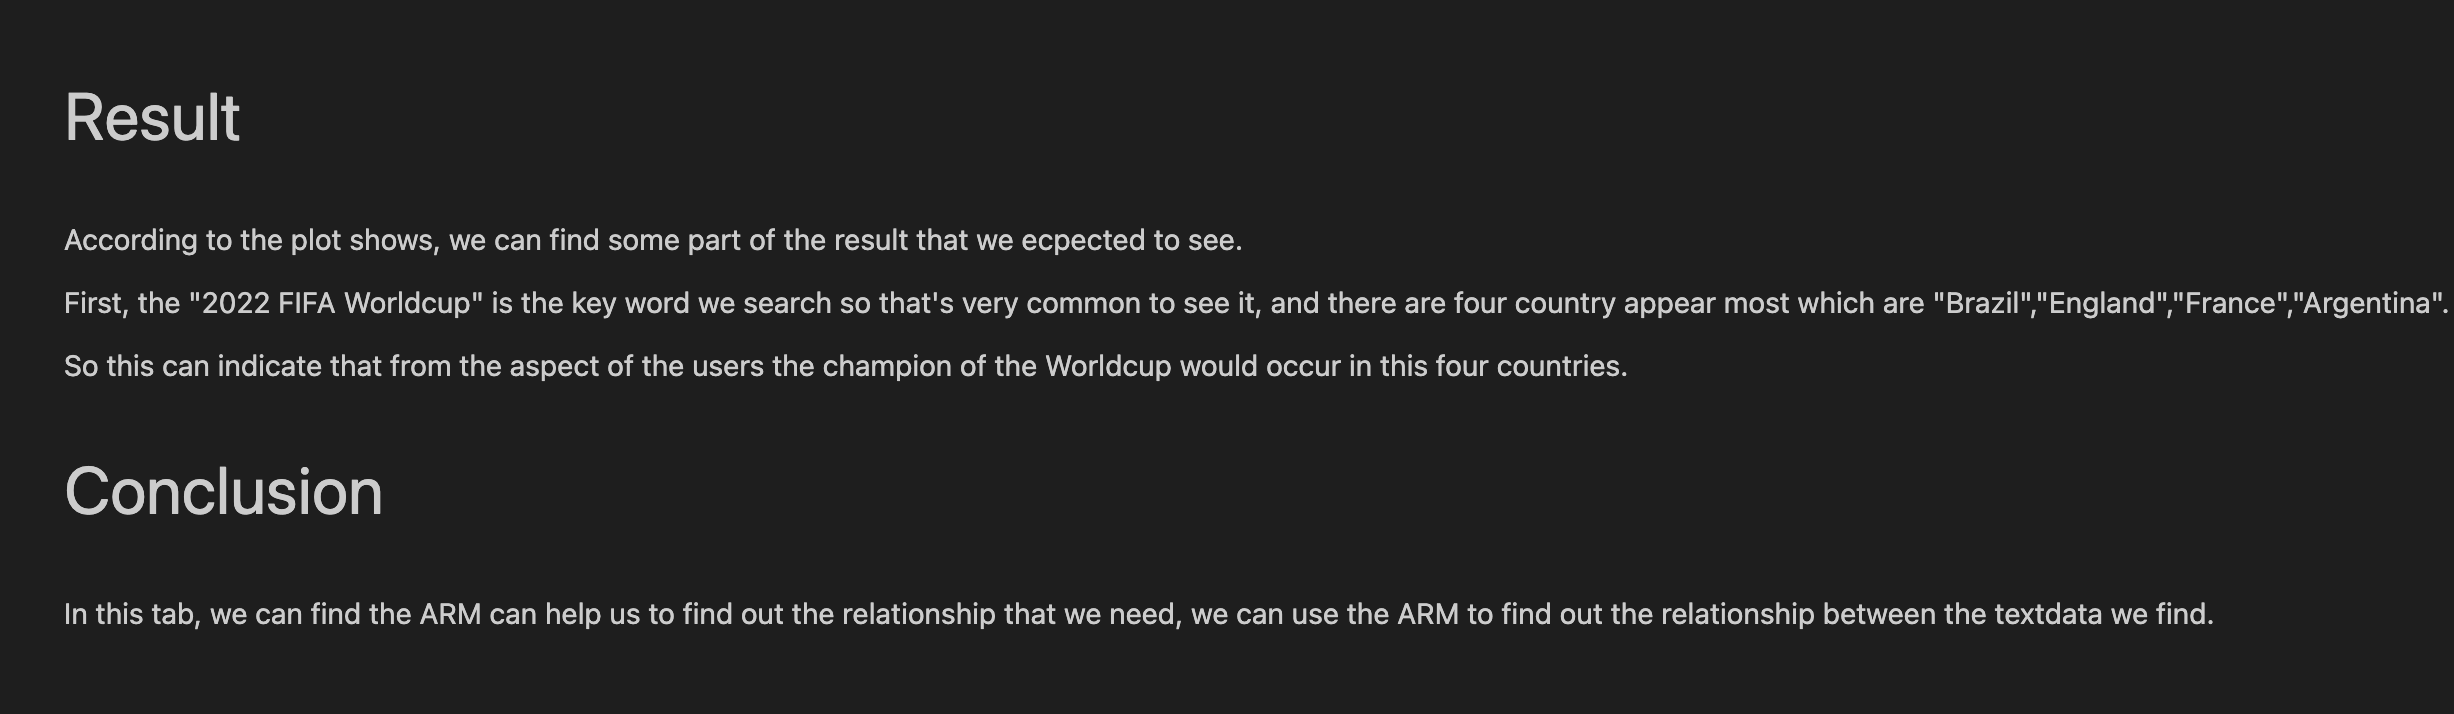 Result
According to the plot shows, we can find some part of the result that we ecpected to see.
First, the "2022 FIFA Worldcup" is the key word we search so that's very common to see it, and there are four country appear most which are "Brazil","England","France","Argentina".
So this can indicate that from the aspect of the users the champion of the Worldcup would occur in this four countries.
Conclusion
In this tab, we can find the ARM can help us to find out the relationship that we need, we can use the ARM to find out the relationship between the textdata we find.